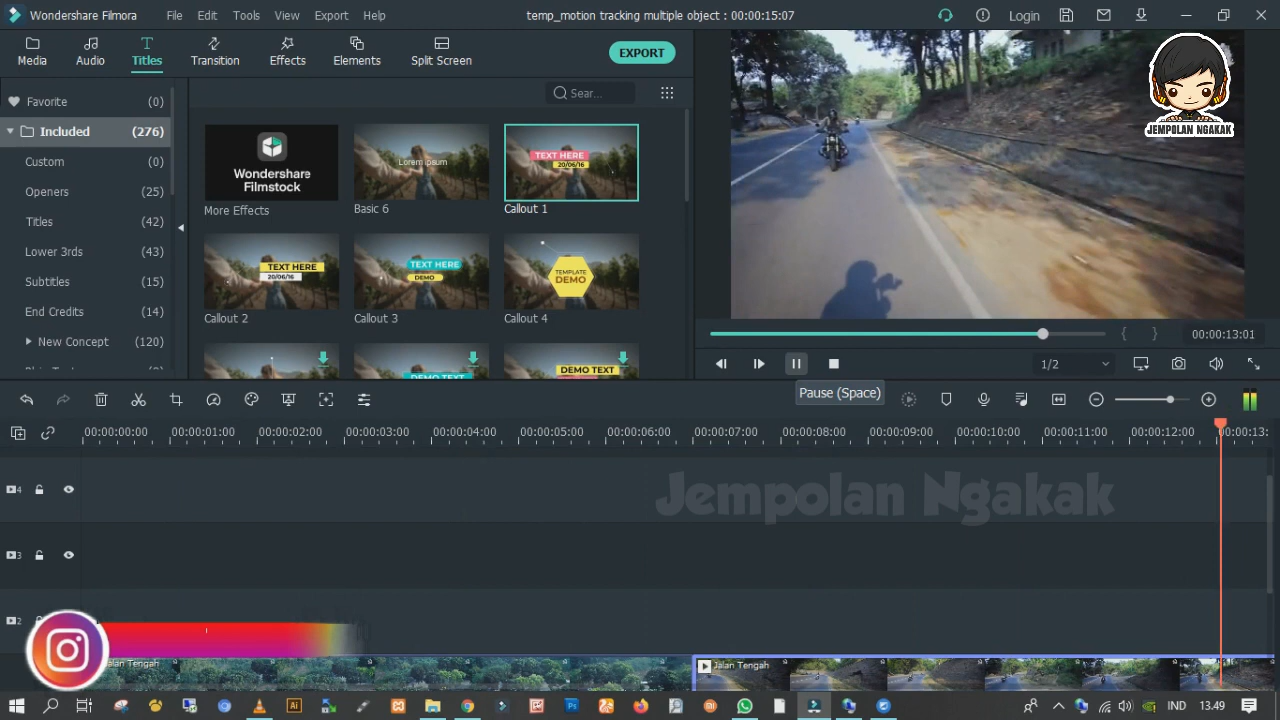 Wondershare Filmora File Edit Tools View Export Help temp_motion tracking multiple object : 00:00:15:07 Login
Media Audio Titles Transition Effects Elements Split Screen EXPORT
Favorite (0)
Included (276)
Custom (0)
Openers (25)
Titles (42)
Lower 3rds (43)
Subtitles (15)
End Credits (14)
New Concept (120)
Sear...
Wondershare
Filmstock
More Effects
Lorem ipsum
Basic 6
TEXT HERE
20/06/16
Callout 1
TEXT HERE
20/06/16
Callout 2
TEXT HERE
DEMO
Callout 3
TEMPLATE
DEMO
Callout 4
DEMO TEXT
DEMO TEXT
JEMPOLAN NGAKAK
00:00:13:01
1/2
Pause (Space)
00:00:00:00 00:00:01:00 00:00:02:00 00:00:03:00 00:00:04:00 00:00:05:00 00:00:06:00 00:00:07:00 00:00:08:00 00:00:09:00 00:00:10:00 00:00:11:00 00:00:12:00 00:00:13:
4
Jempolan Ngakak
3
2
Jalan Tengah
Jalan Tengah
IND 13.49